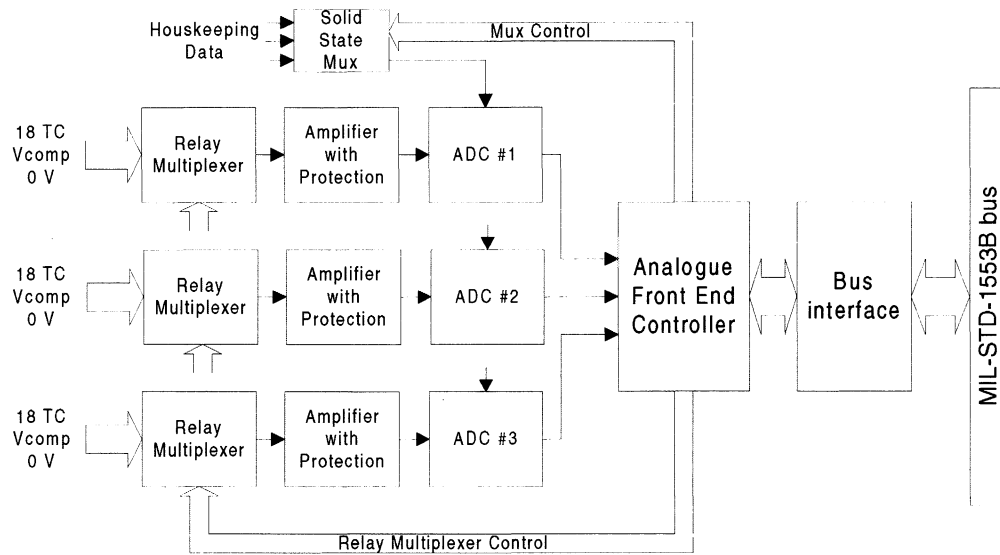 Houskeeping
Data
Solid
State
Mux
Mux Control
18 TC
Vcomp
0 V
Relay
Multiplexer
Amplifier
with
Protection
ADC #1
18 TC
Vcomp
0 V
Relay
Multiplexer
Amplifier
with
Protection
ADC #2
18 TC
Vcomp
0 V
Relay
Multiplexer
Amplifier
with
Protection
ADC #3
Analogue
Front End
Controller
Bus
interface
MIL-STD-1553B bus
Relay Multiplexer Control